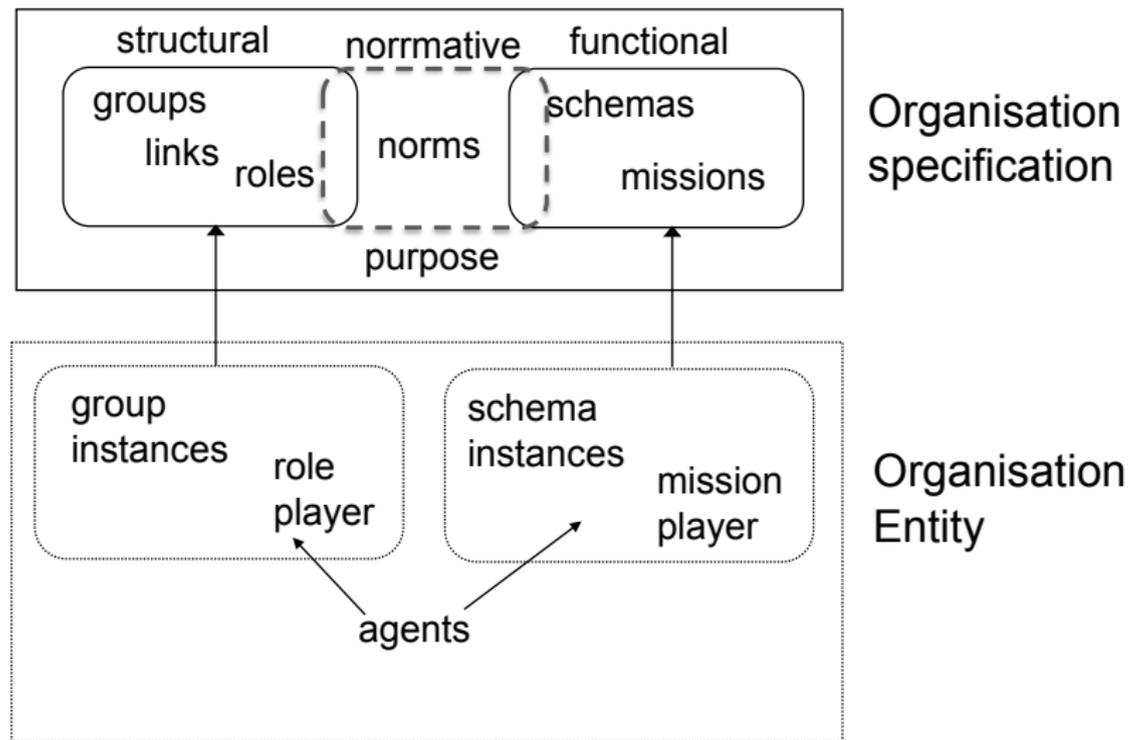 structural
norrmative
functional
groups
links
roles
norms
schemas
missions
purpose
Organisation
specification
group
instances
role
player
schema
instances
mission
player
agents
Organisation
Entity